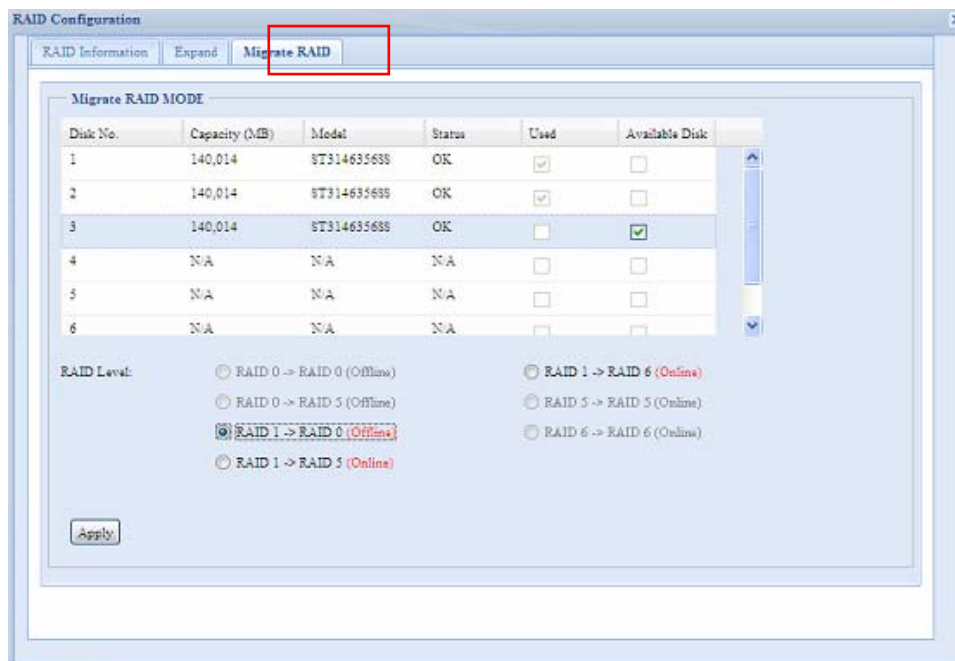 RAID Configuration
RAID Information Expand Migrate RAID
Migrate RAID MODE
Disk No. Capacity (MB) Model Status Used Available Disk
1 140,014 ST314635688 OK
2 140,014 ST314635688 OK
3 140,014 ST314635688 OK
4 N/A N/A N/A
5 N/A N/A N/A
6 N/A N/A N/A
RAID Level: RAID 0 -> RAID 0 (Offline) RAID 1 -> RAID 6 (Online)
RAID 0 -> RAID 5 (Offline) RAID 5 -> RAID 5 (Online)
RAID 1 -> RAID 0 (Offline) RAID 6 -> RAID 6 (Online)
RAID 1 -> RAID 5 (Online)
Apply